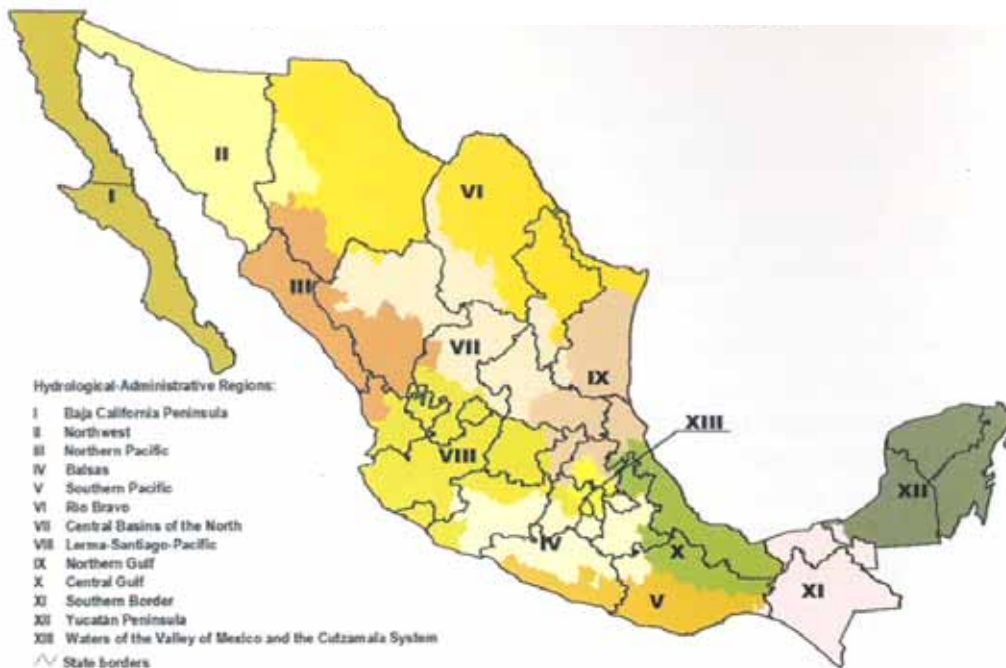 II
VI
I
III
VII
IX
XIII
VIII
XII
IV
X
V
XI
Hydrological-Administrative Regions:
I Baja California Peninsula
II Northwest
III Northern Pacific
IV Balsas
V Southern Pacific
VI Rio Bravo
VII Central Basins of the North
VIII Lerma-Santiago-Pacific
IX Northern Gulf
X Central Gulf
XI Southern Border
XII Yucatán Peninsula
XIII Waters of the Valley of Mexico and the Cutzamala System
State borders